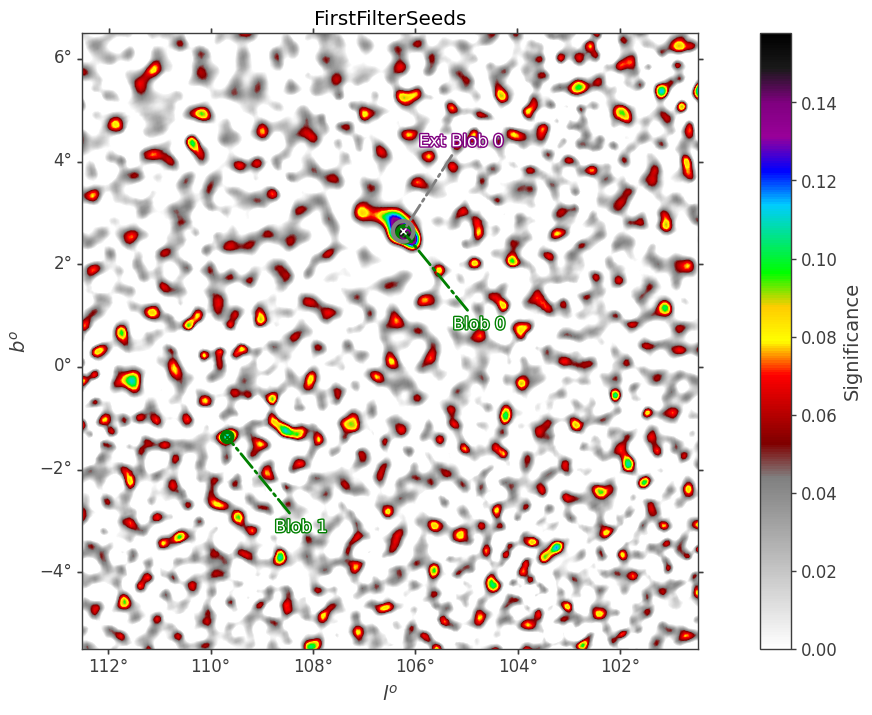 FirstFilterSeeds
6°
4°
2°
0°
−2°
−4°
b°
112°
110°
108°
106°
104°
102°
l°
Ext Blob 0
Blob 0
Blob 1
0.14
0.12
0.10
0.08
0.06
0.04
0.02
0.00
Significance